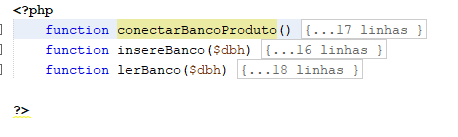 <?php
function conectarBancoProduto() {...17 linhas }
function insereBanco($dbh) {...16 linhas }
function lerBanco($dbh) {...18 linhas }
?>